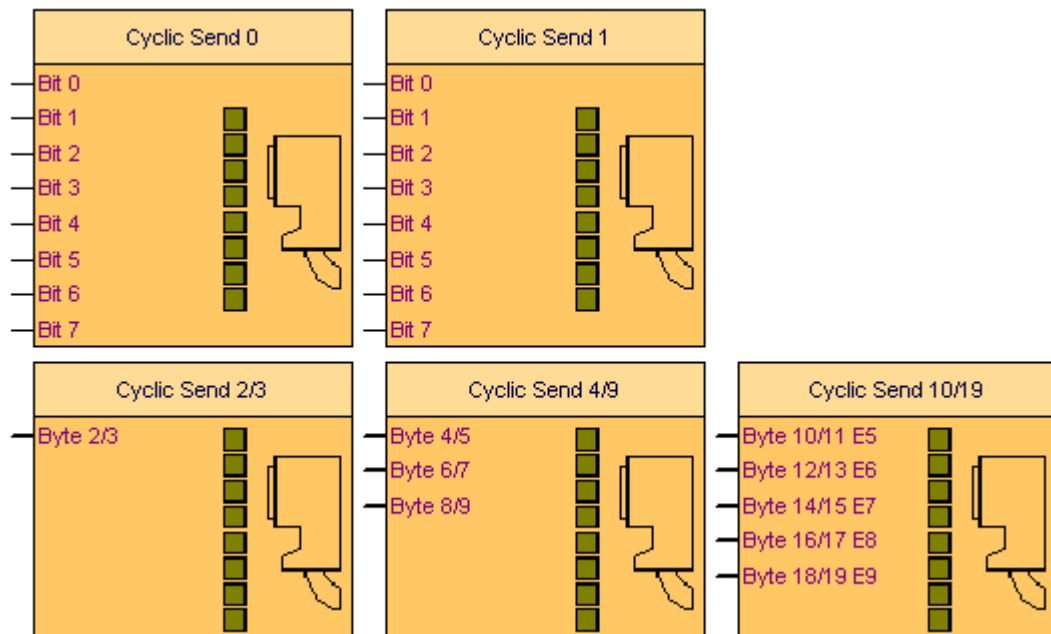 Cyclic Send 0
Bit 0
Bit 1
Bit 2
Bit 3
Bit 4
Bit 5
Bit 6
Bit 7
Cyclic Send 1
Bit 0
Bit 1
Bit 2
Bit 3
Bit 4
Bit 5
Bit 6
Bit 7
Cyclic Send 2/3
Byte 2/3
Cyclic Send 4/9
Byte 4/5
Byte 6/7
Byte 8/9
Cyclic Send 10/19
Byte 10/11 E5
Byte 12/13 E6
Byte 14/15 E7
Byte 16/17 E8
Byte 18/19 E9